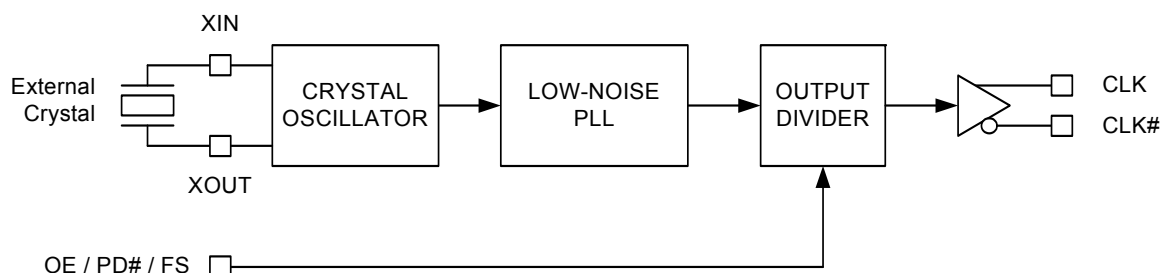 XIN
External
Crystal
XOUT
CRYSTAL
OSCILLATOR
LOW-NOISE
PLL
OUTPUT
DIVIDER
CLK
CLK#
OE / PD# / FS